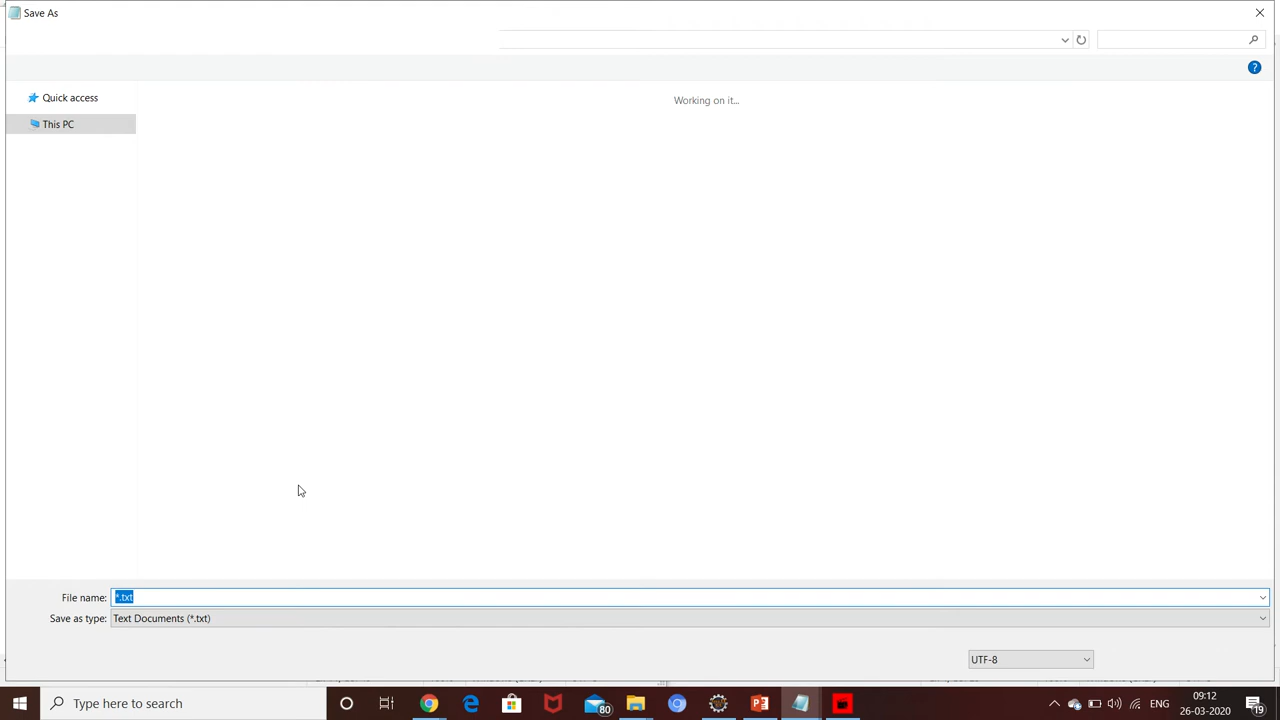 Save As
Quick access
This PC
Working on it...
File name: *.txt
Save as type: Text Documents (*.txt)
UTF-8
Type here to search
80
ENG
09:12
26-03-2020
19